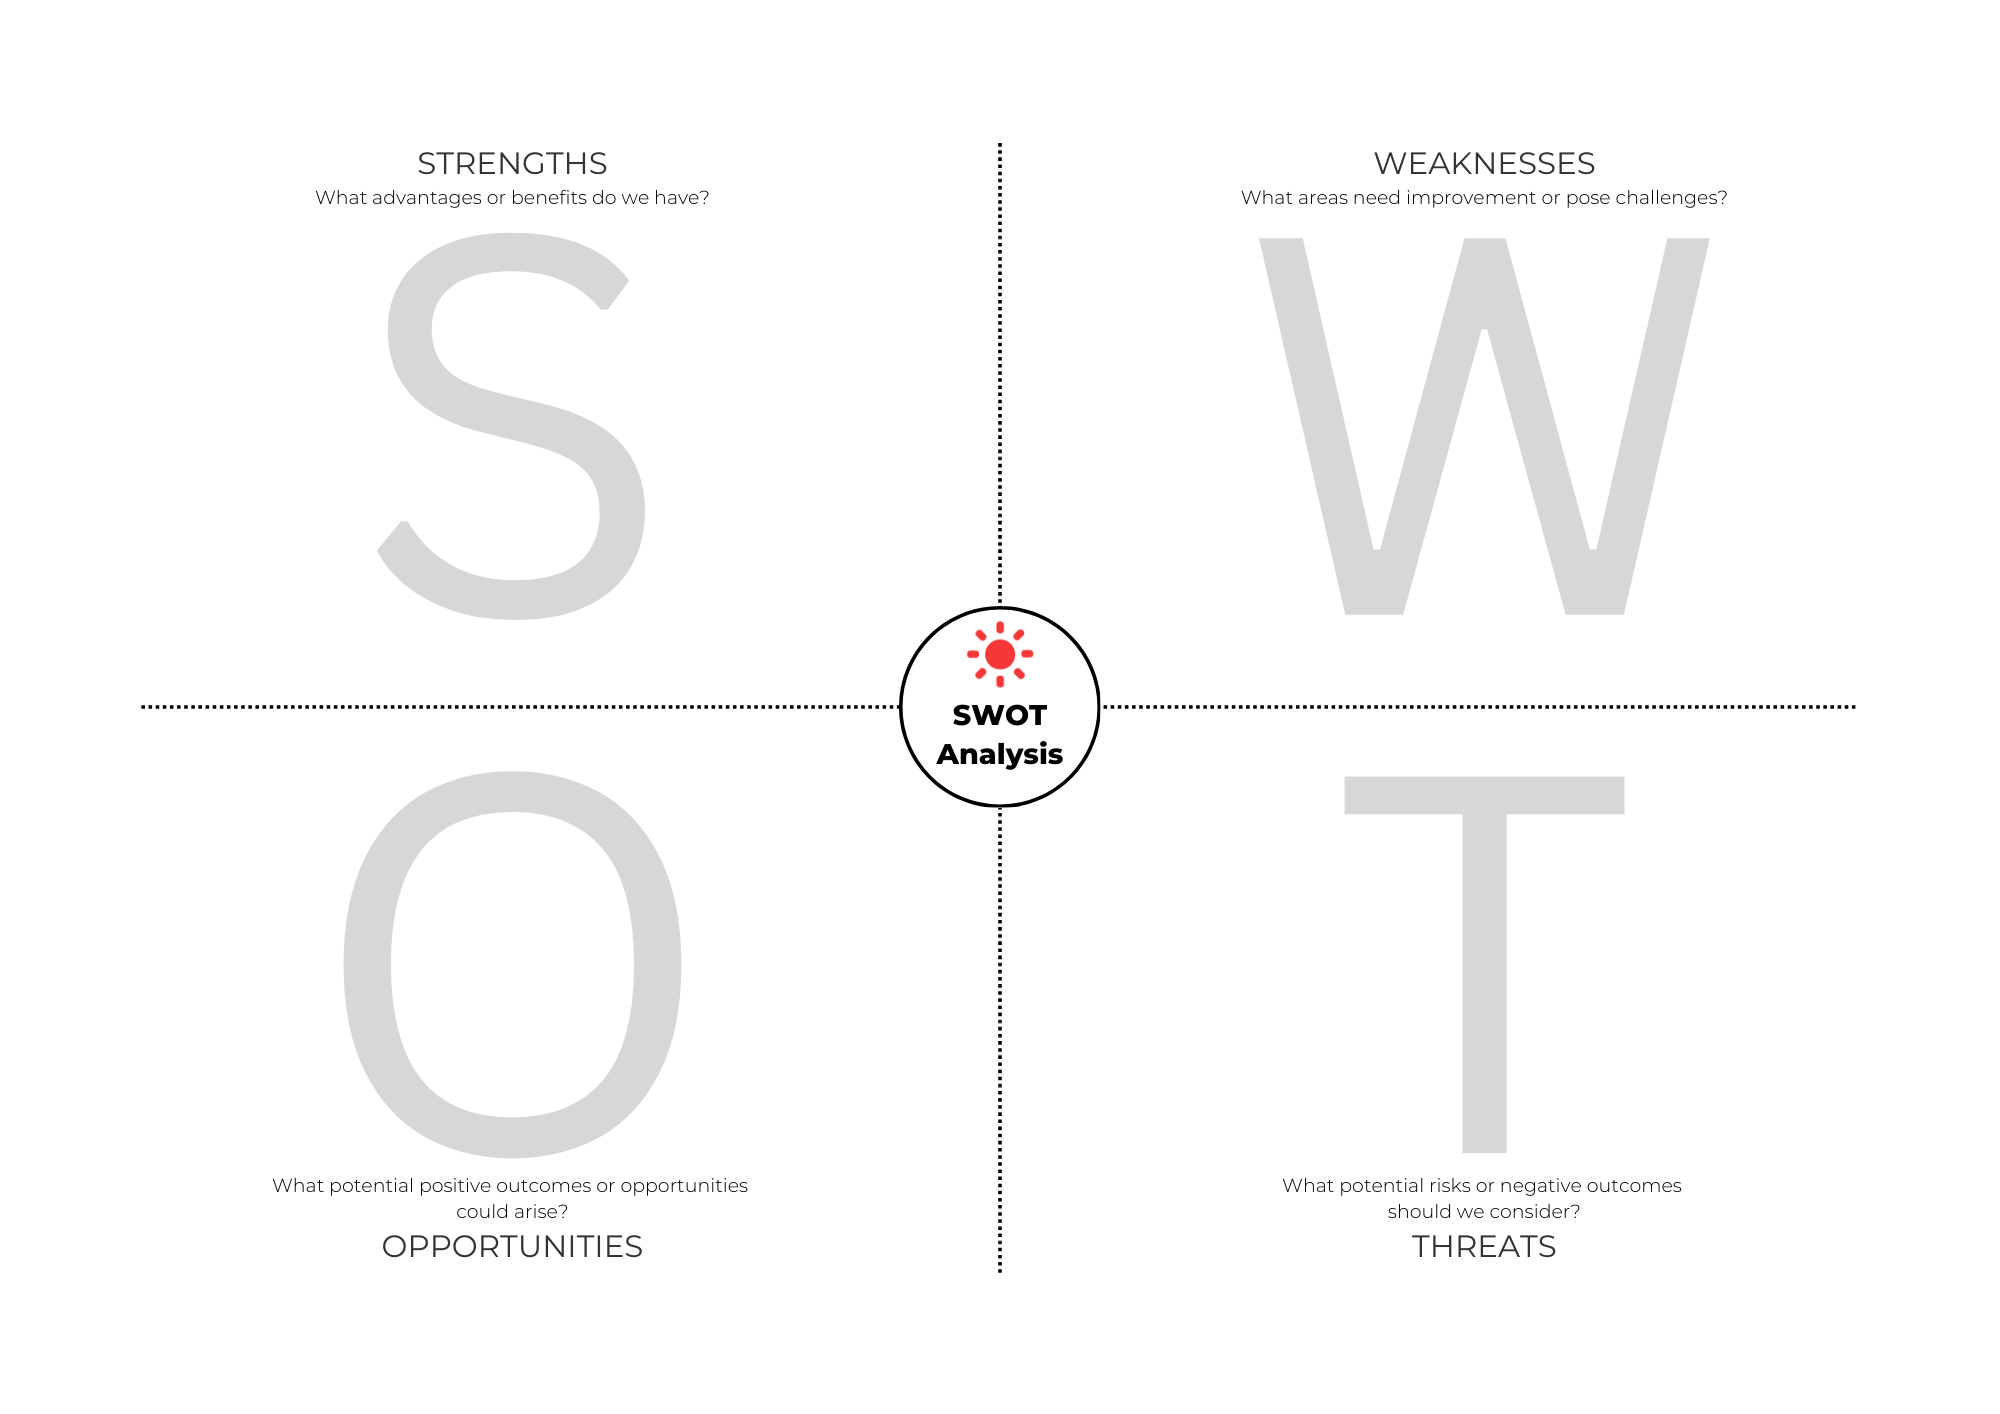 STRENGTHS
What advantages or benefits do we have?
S
WEAKNESSES
What areas need improvement or pose challenges?
W
SWOT
Analysis
O
What potential positive outcomes or opportunities
could arise?
OPPORTUNITIES
T
What potential risks or negative outcomes
should we consider?
THREATS